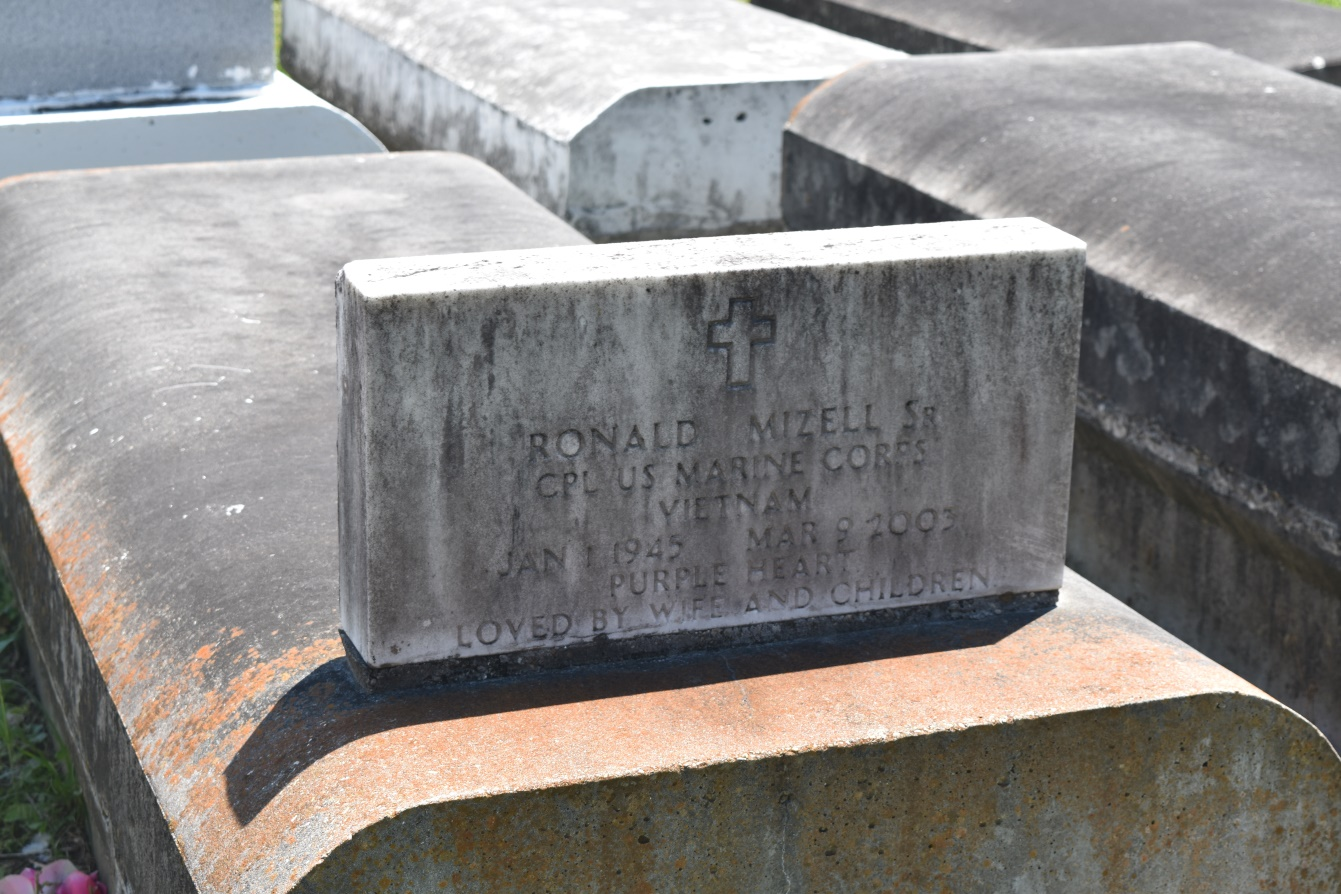 RONALD MIZELL SR
CPL US MARINE CORPS
VIETNAM
JAN 1 1945 MAR 9 2003
PURPLE HEART
LOVED BY WIFE AND CHILDREN